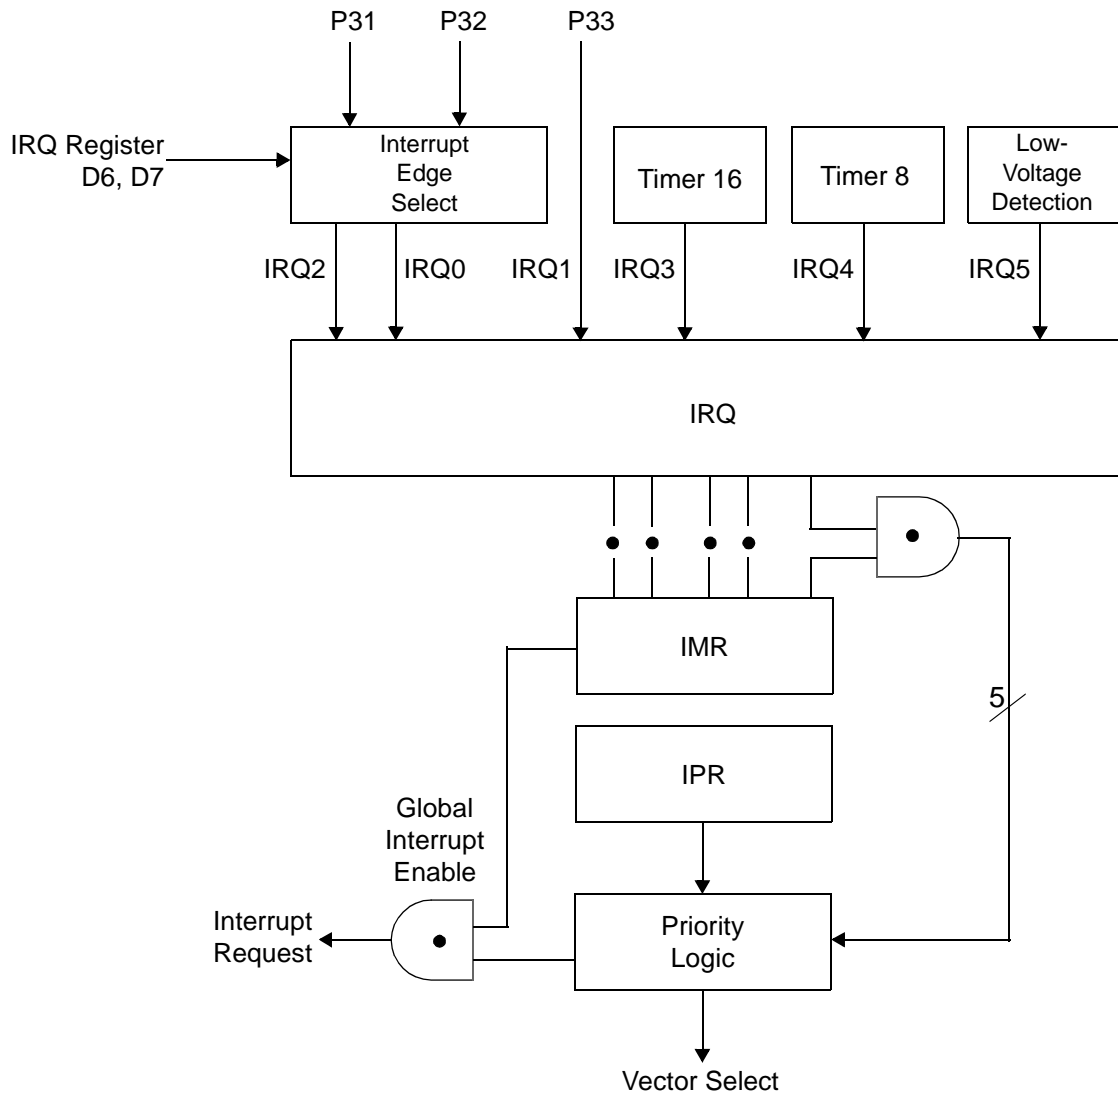 P31
P32
P33
IRQ Register
D6, D7
Interrupt
Edge
Select
Timer 16
Timer 8
Low-
Voltage
Detection
IRQ2
IRQ0
IRQ1
IRQ3
IRQ4
IRQ5
IRQ
IMR
5
IPR
Global
Interrupt
Enable
Interrupt
Request
Priority
Logic
Vector Select